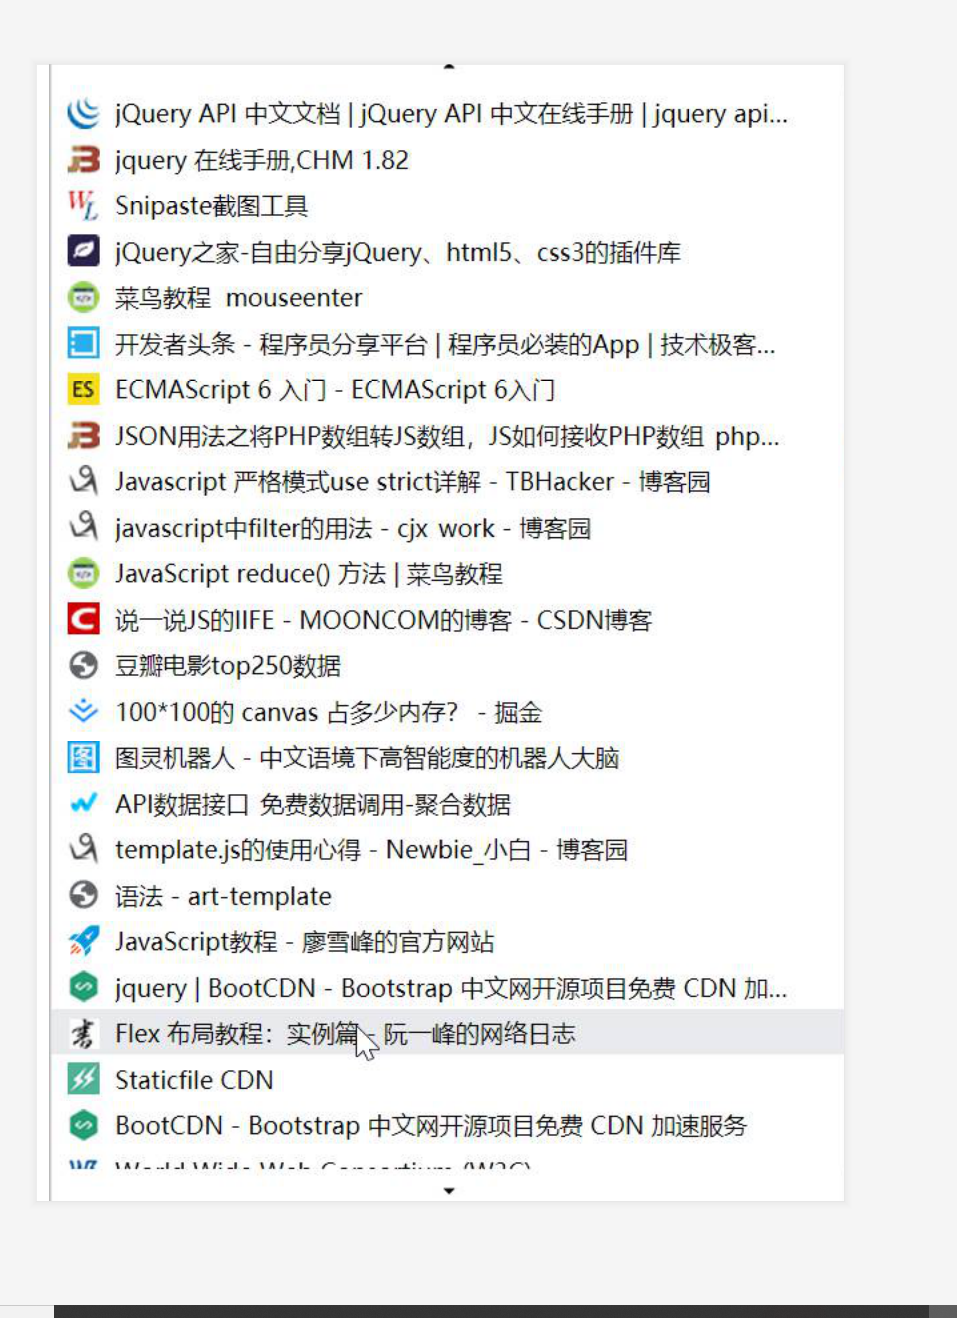 jQuery API 中文文档 | jQuery API 中文在线手册 | jquery api...
jquery 在线手册,CHM 1.82
Snipaste截图工具
jQuery之家-自由分享jQuery、html5、css3的插件库
菜鸟教程 mouseenter
开发者头条 - 程序员分享平台 | 程序员必装的App | 技术极客...
ECMAScript 6 入门 - ECMAScript 6入门
JSON用法之将PHP数组转JS数组，JS如何接收PHP数组 php...
Javascript 严格模式use strict详解 - TBHacker - 博客园
javascript中filter的用法 - cjx work - 博客园
JavaScript reduce() 方法 | 菜鸟教程
说一说JS的IIFE - MOONCOM的博客 - CSDN博客
豆瓣电影top250数据
100*100的 canvas 占多少内存？ - 掘金
图灵机器人 - 中文语境下高智能度的机器人大脑
API数据接口 免费数据调用-聚合数据
template.js的使用心得 - Newbie_小白 - 博客园
语法 - art-template
JavaScript教程 - 廖雪峰的官方网站
jquery | BootCDN - Bootstrap 中文网开源项目免费 CDN 加...
Flex 布局教程：实例篇 - 阮一峰的网络日志
Staticfile CDN
BootCDN - Bootstrap 中文网开源项目免费 CDN 加速服务
World Wide Web Consortium (W3C)